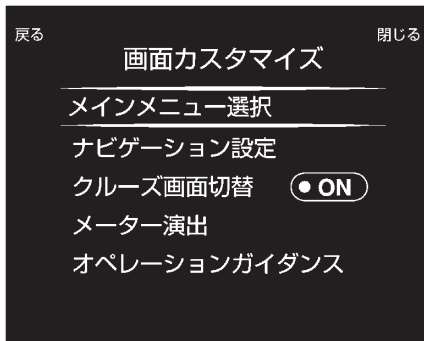 戻る
閉じる
画面カスタマイズ
メインメニュー選択
ナビゲーション設定
クルーズ画面切替 ON
メーター演出
オペレーションガイダンス